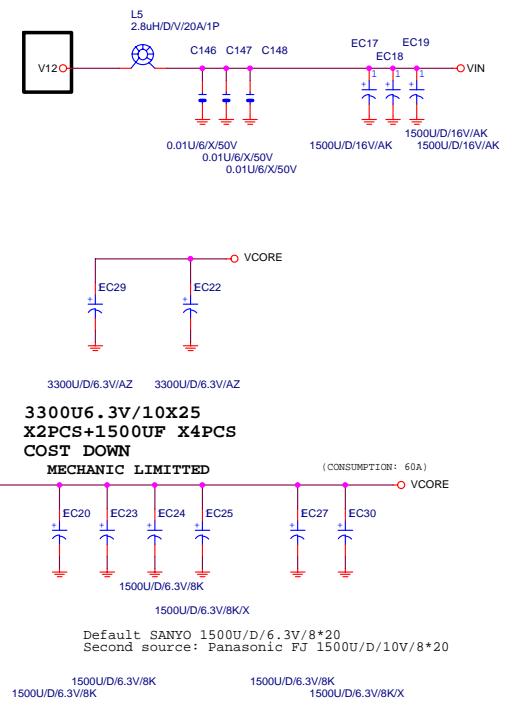 L5
2.8uH/D/V/20A/1P
C146 C147 C148
EC17 EC18 EC19
V12
VIN
1 1 1
+ + +
0.01U/6/X/50V
0.01U/6/X/50V
0.01U/6/X/50V
1500U/D/16V/AK
1500U/D/16V/AK
1500U/D/16V/AK
VCORE
EC29 EC22
+ +
3300U/D/6.3V/AZ 3300U/D/6.3V/AZ
3300U6.3V/10X25
X2PCS+1500UF X4PCS
COST DOWN
MECHANIC LIMITTED
(CONSUMPTION: 60A)
VCORE
EC20 EC23 EC24 EC25 EC27 EC30
+ + + + + +
1500U/D/6.3V/8K
1500U/D/6.3V/8K/X
Default SANYO 1500U/D/6.3V/8*20
Second source: Panasonic FJ 1500U/D/10V/8*20
1500U/D/6.3V/8K 1500U/D/6.3V/8K
1500U/D/6.3V/8K 1500U/D/6.3V/8K/X